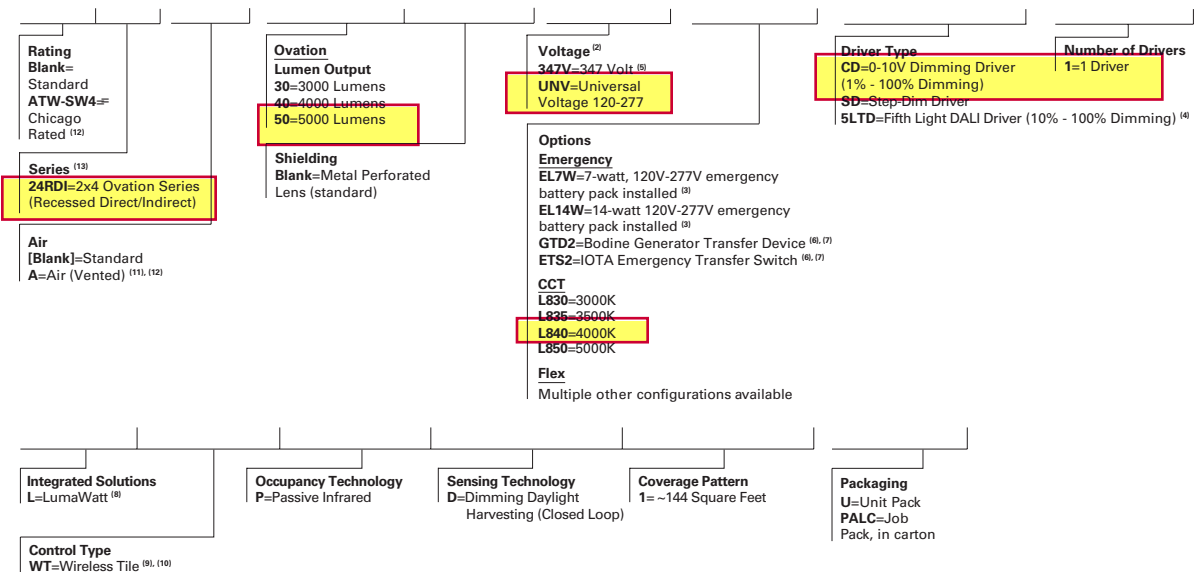 Rating
Blank=
Standard
ATW-SW4==
Chicago
Rated (12)
Series (13)
24RDI=2x4 Ovation Series
(Recessed Direct/Indirect)
Air
[Blank]=Standard
A=Air (Vented) (11), (12)
Ovation
Lumen Output
30=3000 Lumens
40=4000 Lumens
50=5000 Lumens
Shielding
Blank=Metal Perforated
Lens (standard)
Voltage (2)
347V=347 Volt (5)
UNV=Universal
Voltage 120-277
Options
Emergency
EL7W=7-watt, 120V-277V emergency
battery pack installed (3)
EL14W=14-watt 120V-277V emergency
battery pack installed (3)
GTD2=Bodine Generator Transfer Device (6), (7)
ETS2=IOTA Emergency Transfer Switch (6), (7)
CCT
L830=3000K
L835=3500K
L840=4000K
L850=5000K
Flex
Multiple other configurations available
Driver Type
CD=0-10V Dimming Driver
(1% - 100% Dimming)
SD=Step-Dim Driver
5LTD=Fifth Light DALI Driver (10% - 100% Dimming) (4)
Number of Drivers
1=1 Driver
Integrated Solutions
L=LumaWatt (8)
Control Type
WT=Wireless Tile (9), (10)
Occupancy Technology
P=Passive Infrared
Sensing Technology
D=Dimming Daylight
Harvesting (Closed Loop)
Coverage Pattern
1= ~144 Square Feet
Packaging
U=Unit Pack
PALC=Job
Pack, in carton